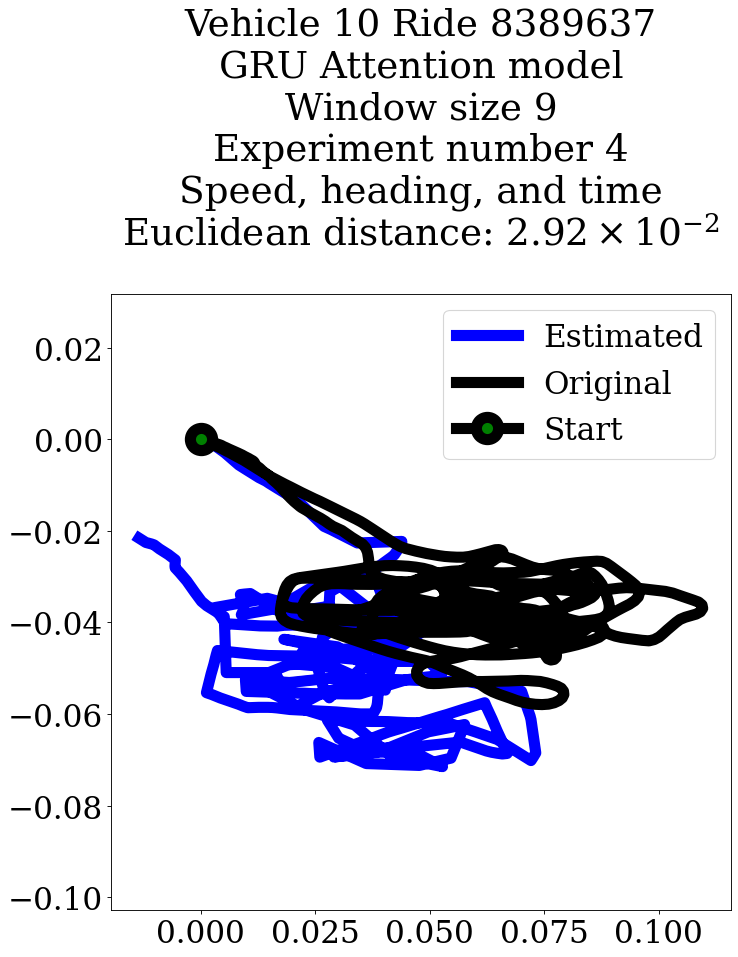 Vehicle 10 Ride 8389637
GRU Attention model
Window size 9
Experiment number 4
Speed, heading, and time
Euclidean distance: 2.92 × 10⁻²
Estimated
Original
Start
0.02
0.00
−0.02
−0.04
−0.06
−0.08
−0.10
0.000 0.025 0.050 0.075 0.100